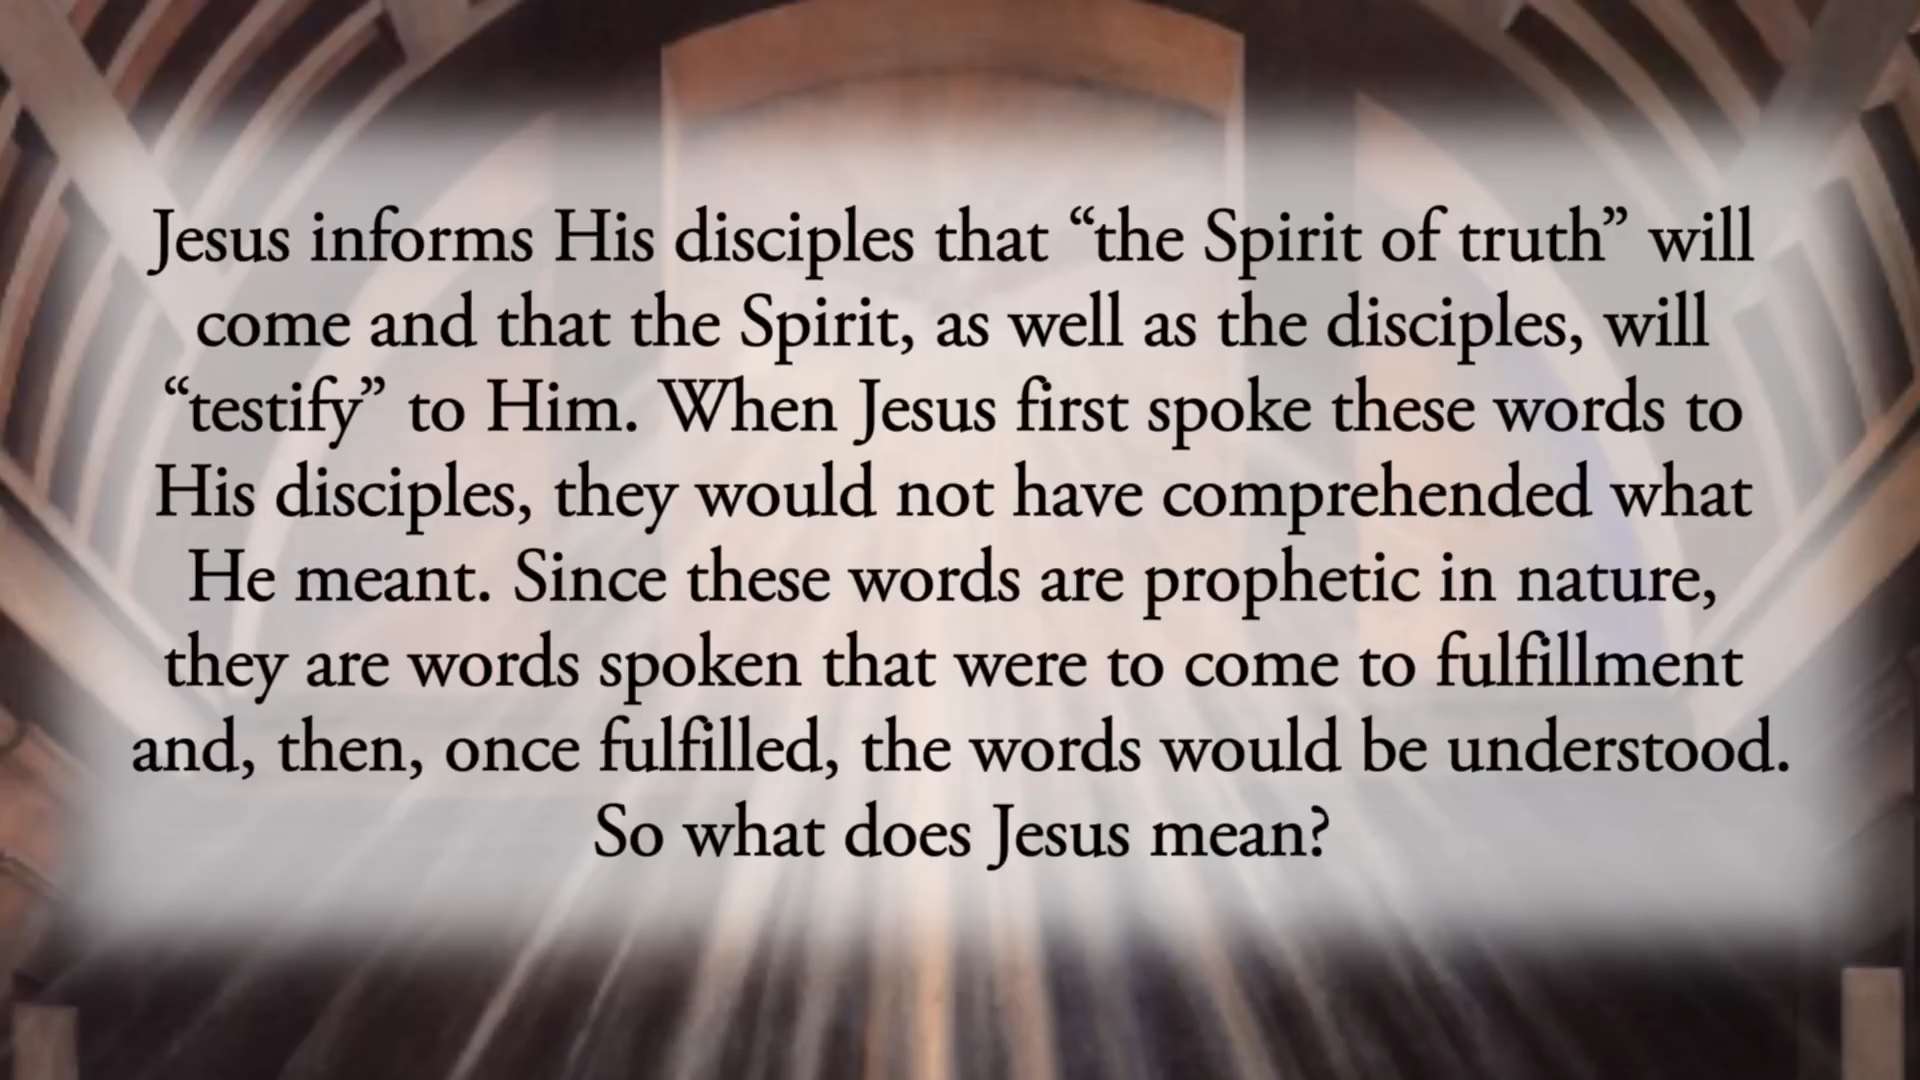 Jesus informs His disciples that “the Spirit of truth” will
come and that the Spirit, as well as the disciples, will
“testify” to Him. When Jesus first spoke these words to
His disciples, they would not have comprehended what
He meant. Since these words are prophetic in nature,
they are words spoken that were to come to fulfillment
and, then, once fulfilled, the words would be understood.
So what does Jesus mean?